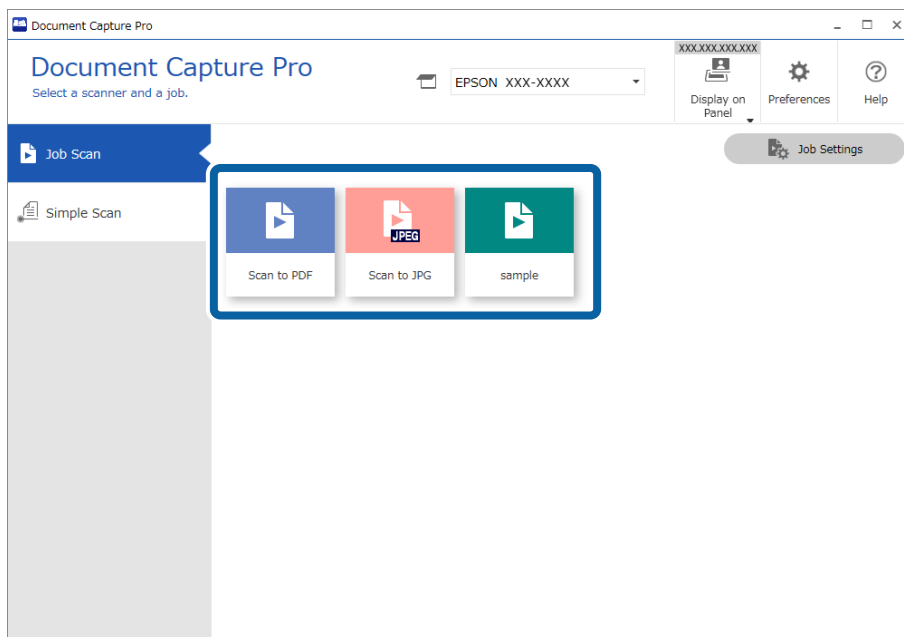 Document Capture Pro
Document Capture Pro
Select a scanner and a job.
EPSON XXX-XXXX
XXX.XXX.XXX.XXX
Display on
Panel
Preferences
Help
Job Scan
Simple Scan
Job Settings
JPEG
Scan to PDF
Scan to JPG
sample